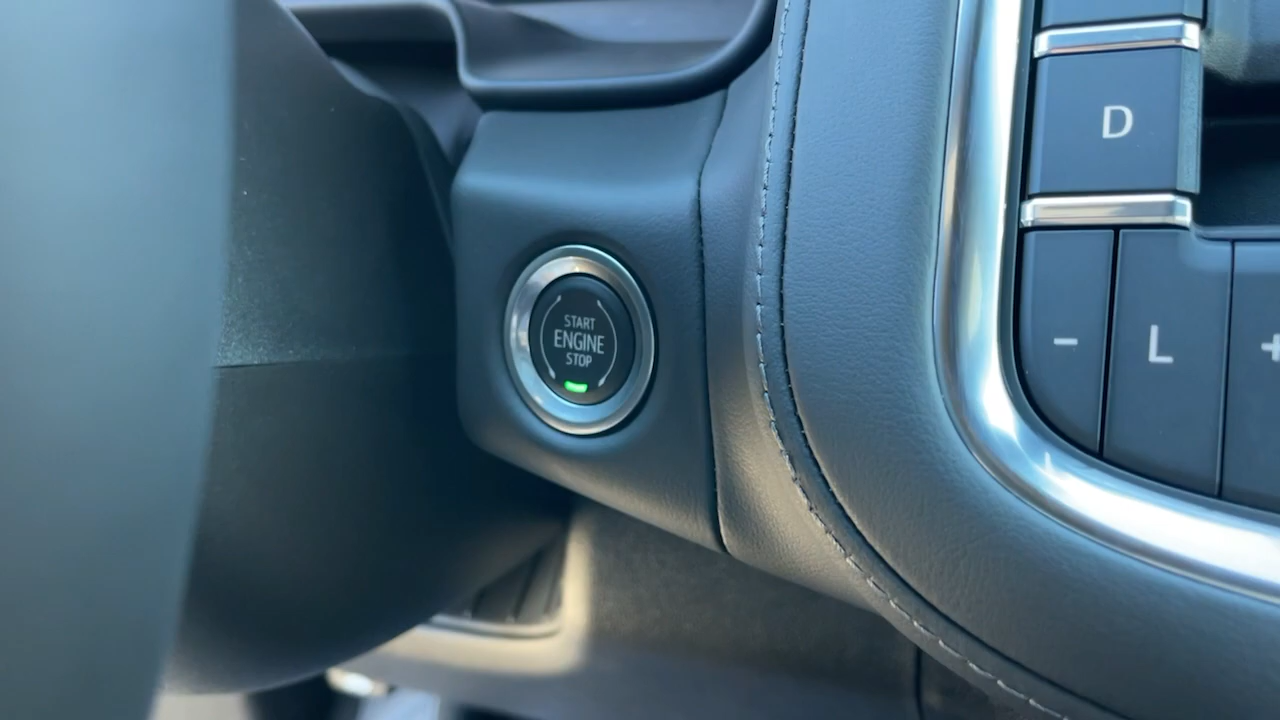 START
ENGINE
STOP
D
- L +